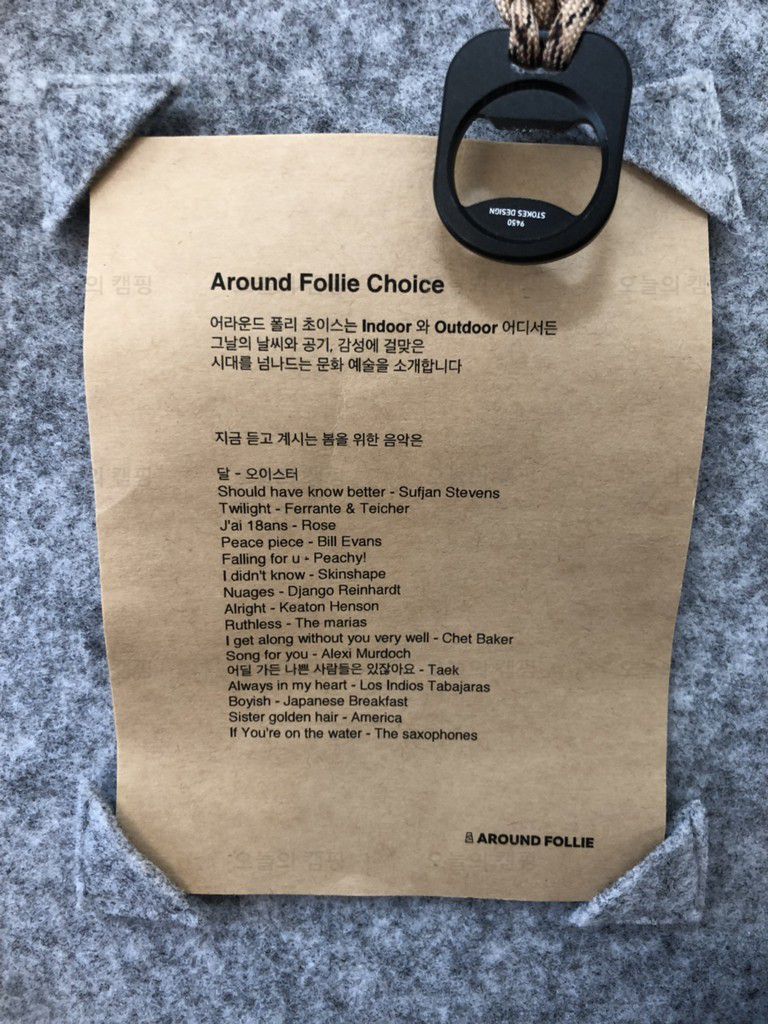 9450
STOKES DESIGN
Around Follie Choice
어라운드 폴리 초이스는 Indoor 와 Outdoor 어디서든
그날의 날씨와 공기, 감성에 걸맞은
시대를 넘나드는 문화 예술을 소개합니다
지금 듣고 계시는 봄을 위한 음악은
달 - 오이스터
Should have know better - Sufjan Stevens
Twilight - Ferrante & Teicher
J'ai 18ans - Rose
Peace piece - Bill Evans
Falling for u - Peachy!
I didn't know - Skinshape
Nuages - Django Reinhardt
Alright - Keaton Henson
Ruthless - The marias
I get along without you very well - Chet Baker
Song for you - Alexi Murdoch
어딜 가든 나쁜 사람들은 있잖아요 - Taek
Always in my heart - Los Indios Tabajaras
Boyish - Japanese Breakfast
Sister golden hair - America
If You're on the water - The saxophones
AROUND FOLLIE